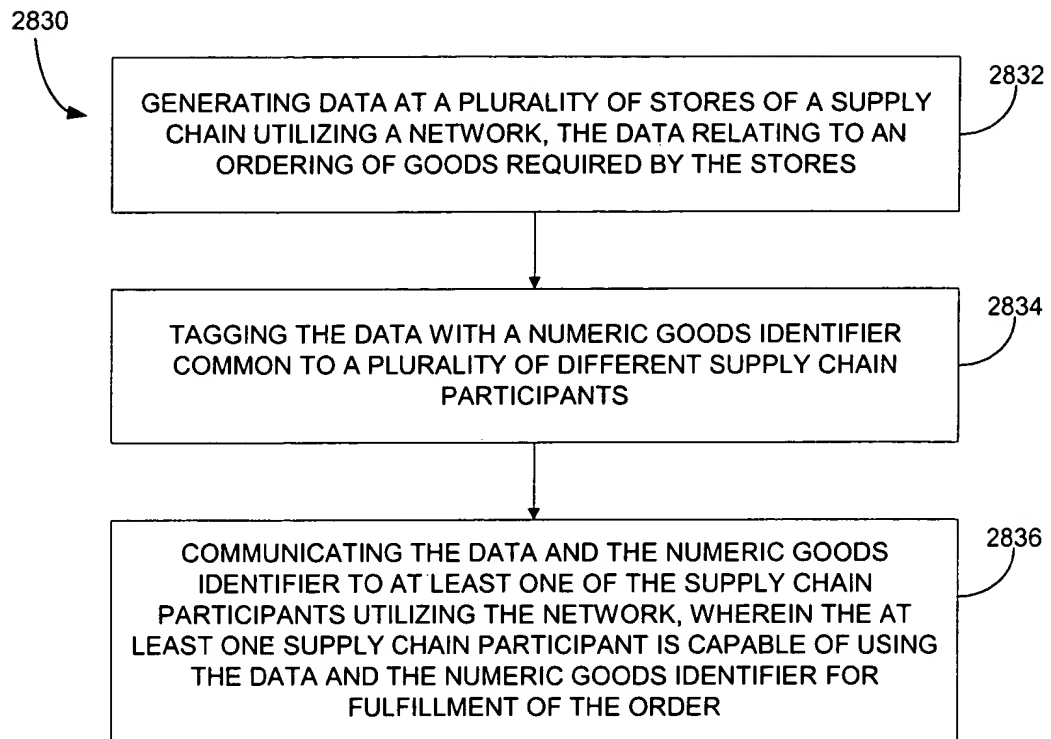 2830
2832
GENERATING DATA AT A PLURALITY OF STORES OF A SUPPLY
CHAIN UTILIZING A NETWORK, THE DATA RELATING TO AN
ORDERING OF GOODS REQUIRED BY THE STORES
2834
TAGGING THE DATA WITH A NUMERIC GOODS IDENTIFIER
COMMON TO A PLURALITY OF DIFFERENT SUPPLY CHAIN
PARTICIPANTS
2836
COMMUNICATING THE DATA AND THE NUMERIC GOODS
IDENTIFIER TO AT LEAST ONE OF THE SUPPLY CHAIN
PARTICIPANTS UTILIZING THE NETWORK, WHEREIN THE AT
LEAST ONE SUPPLY CHAIN PARTICIPANT IS CAPABLE OF USING
THE DATA AND THE NUMERIC GOODS IDENTIFIER FOR
FULFILLMENT OF THE ORDER